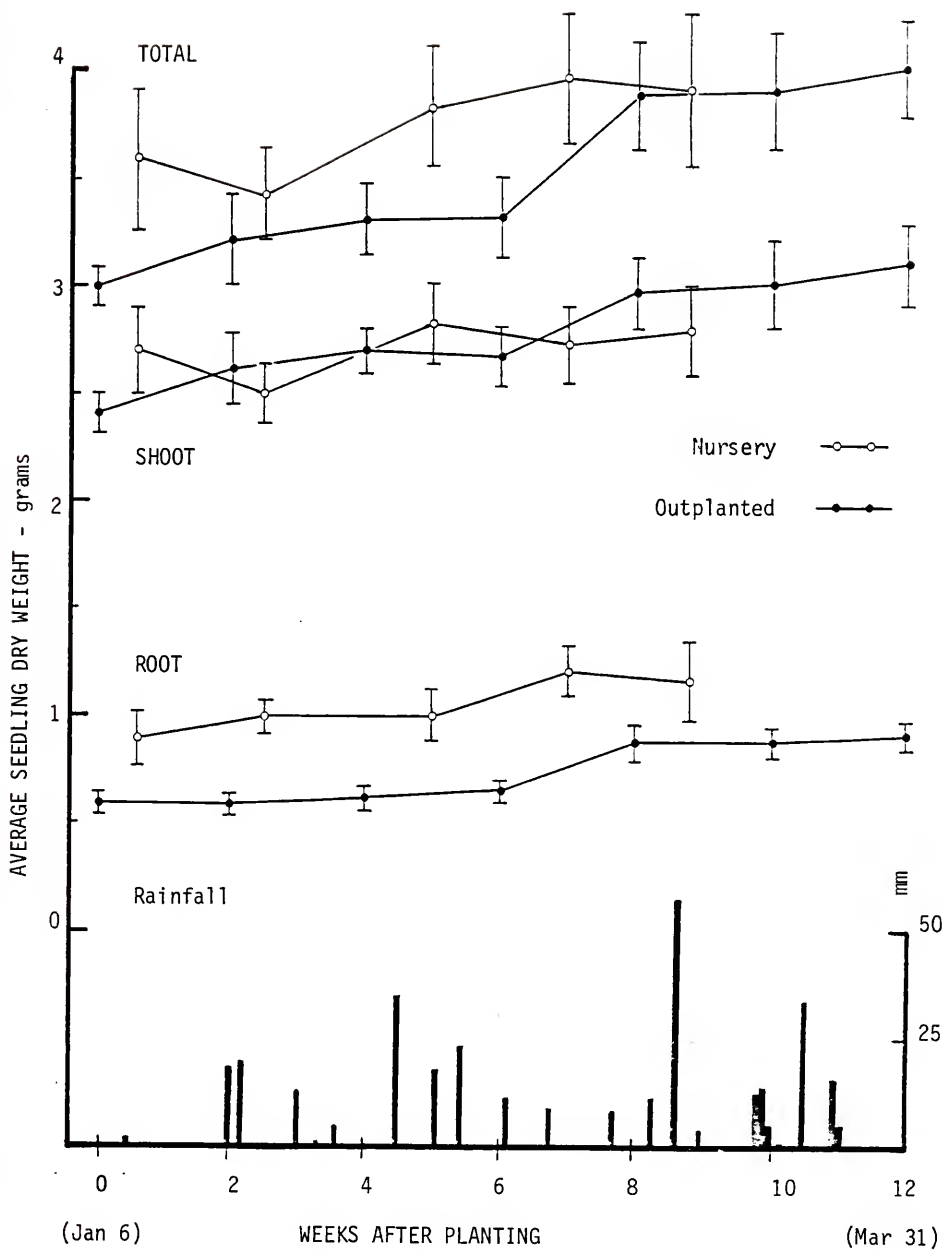 4
TOTAL
3
SHOOT
Nursery
2
Outplanted
AVERAGE SEEDLING DRY WEIGHT - grams
ROOT
1
Rainfall
mm
0
50
25
0 2 4 6 8 10 12
(Jan 6) WEEKS AFTER PLANTING (Mar 31)